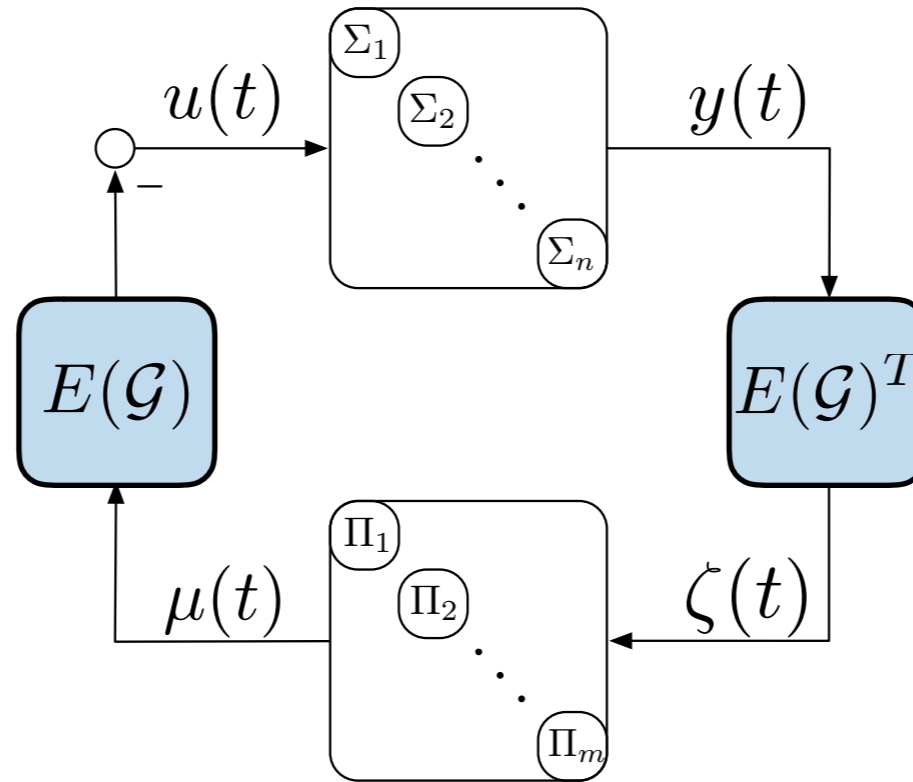 Σ₁
u(t)
Σ₂
y(t)
−
Σₙ
E(𝒢)
E(𝒢)ᵀ
Π₁
μ(t)
Π₂
ζ(t)
Πₘ